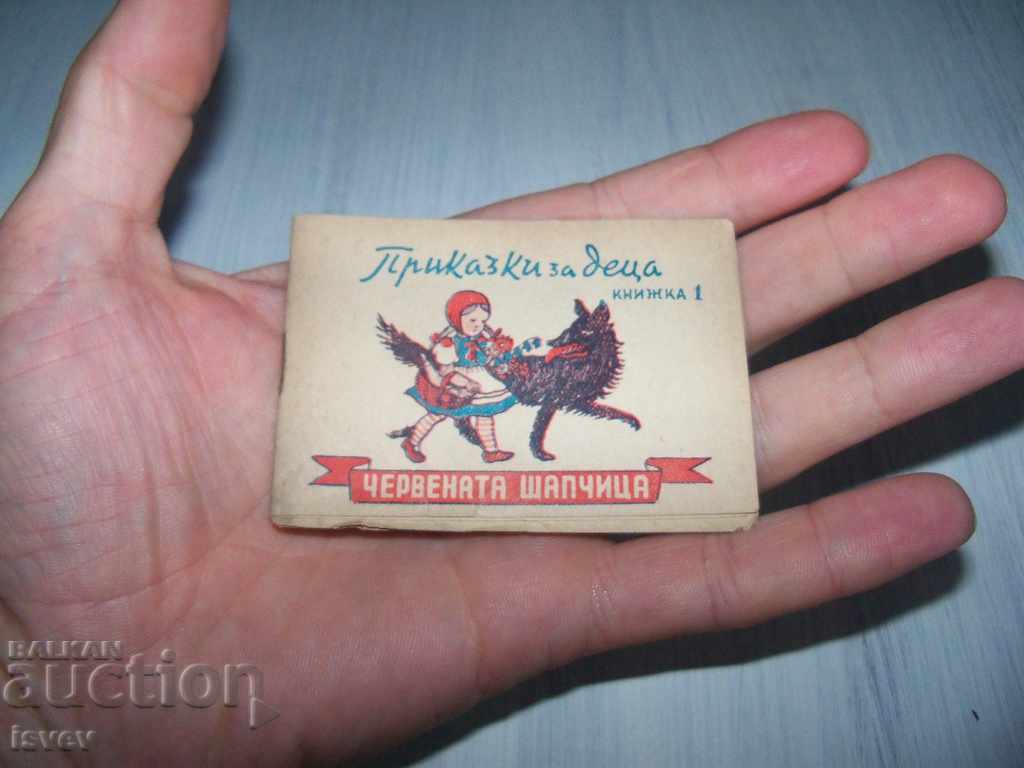 Приказки за деца
КНИЖКА 1
ЧЕРВЕНАТА ШАПЧИЦА
BALKAN
auction
isvev